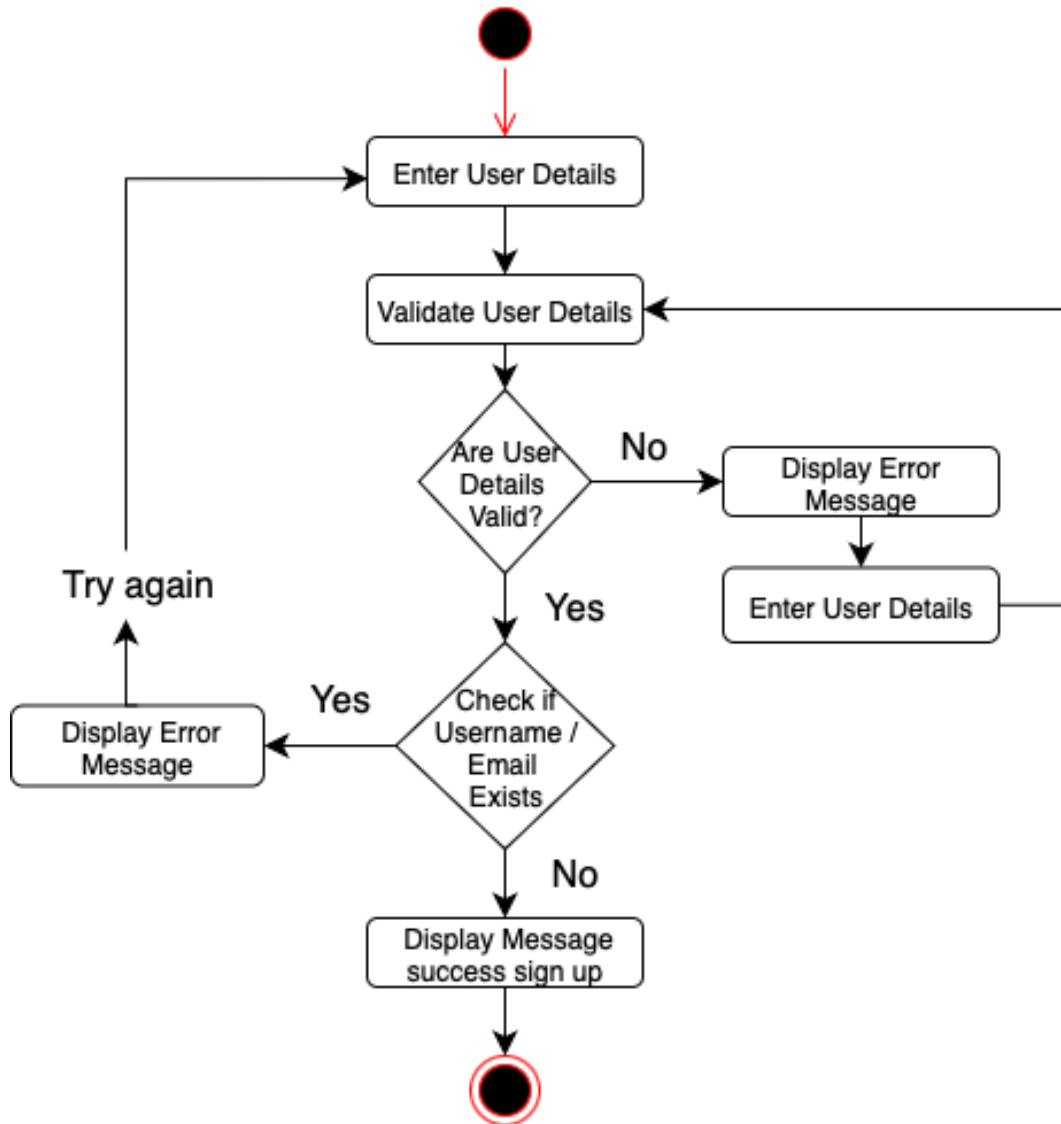 Enter User Details
Validate User Details
Are User
Details
Valid?
No
Display Error
Message
Enter User Details
Yes
Try again
Check if
Username /
Email
Exists
Yes
Display Error
Message
No
Display Message
success sign up